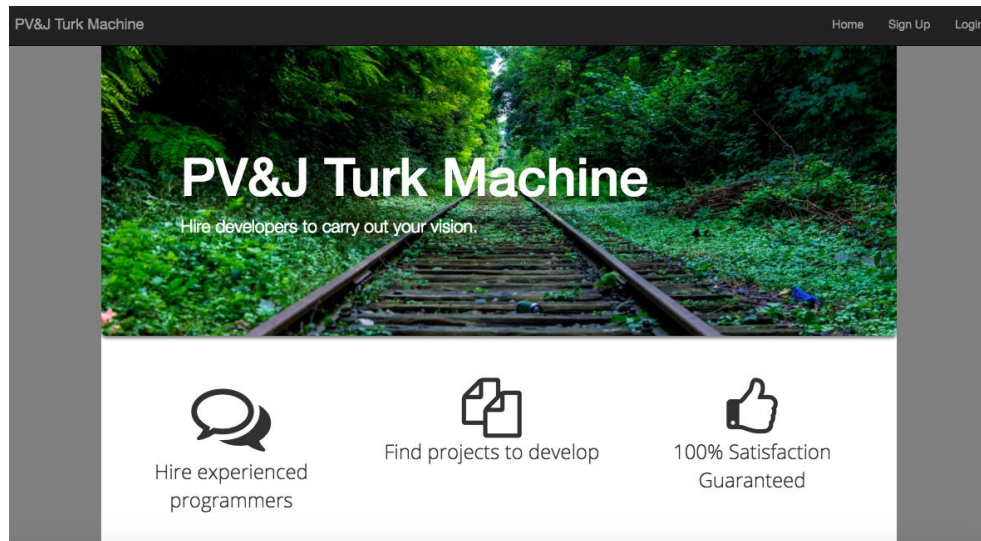 PV&J Turk Machine
Home Sign Up Login
PV&J Turk Machine
Hire developers to carry out your vision.
Hire experienced
programmers
Find projects to develop
100% Satisfaction
Guaranteed